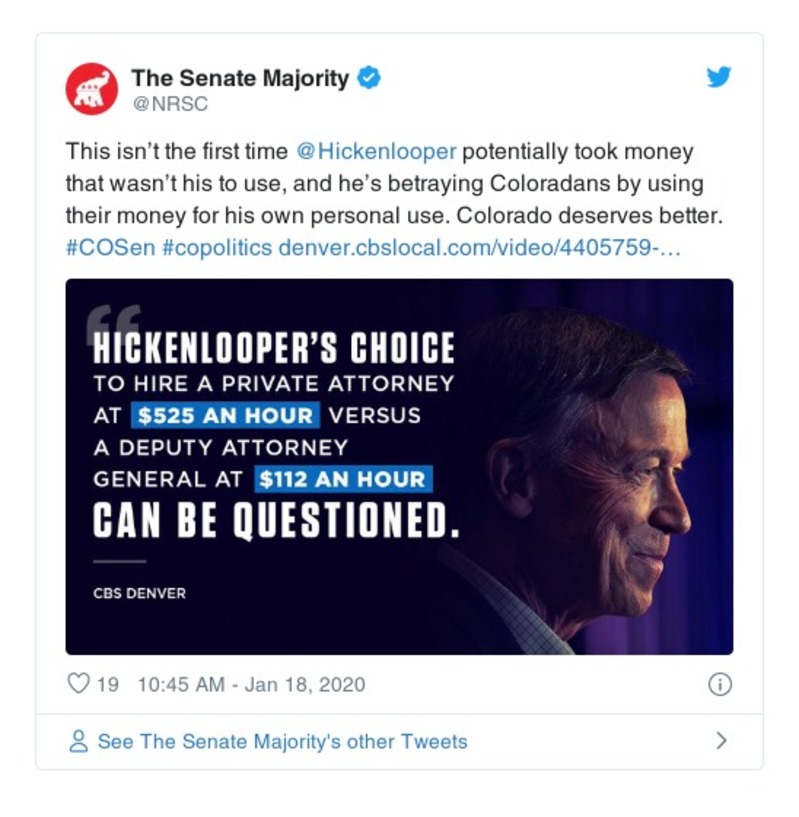 The Senate Majority
@NRSC
This isn’t the first time @Hickenlooper potentially took money
that wasn’t his to use, and he’s betraying Coloradans by using
their money for his own personal use. Colorado deserves better.
#COSen #copolitics denver.cbslocal.com/video/4405759-…
“
HICKENLOOPER’S CHOICE
TO HIRE A PRIVATE ATTORNEY
AT $525 AN HOUR VERSUS
A DEPUTY ATTORNEY
GENERAL AT $112 AN HOUR
CAN BE QUESTIONED.
CBS DENVER
19 10:45 AM - Jan 18, 2020
See The Senate Majority's other Tweets